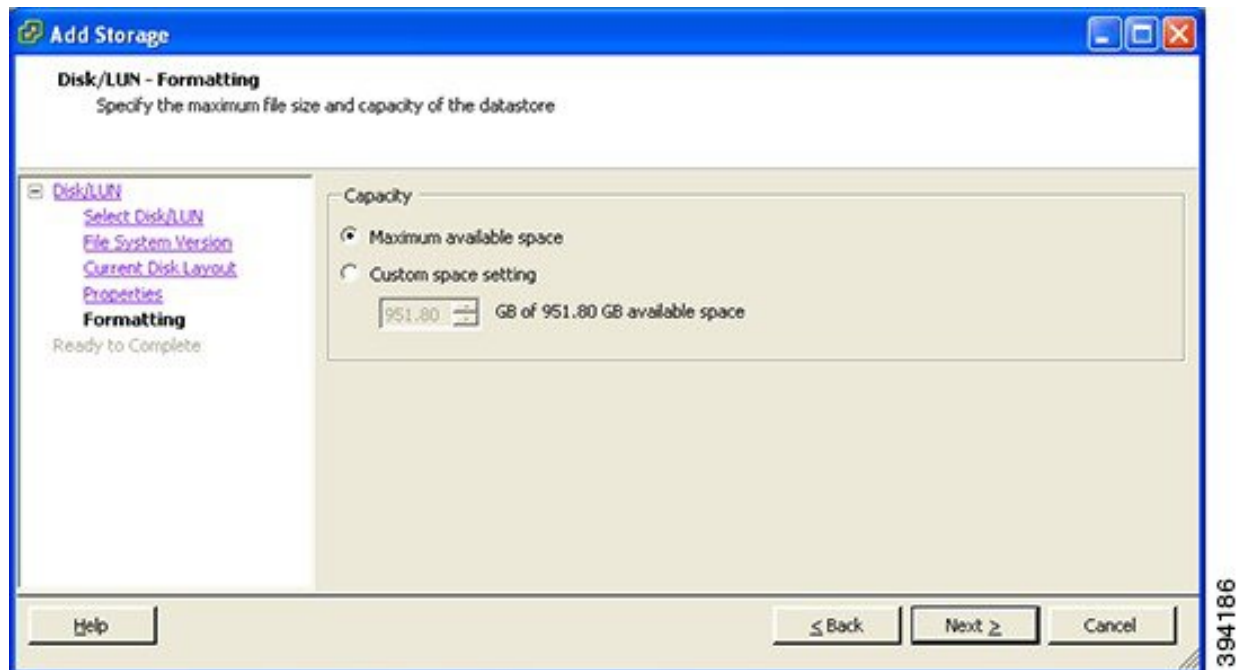 Add Storage
Disk/LUN - Formatting
Specify the maximum file size and capacity of the datastore
Disk/LUN
Select Disk/LUN
File System Version
Current Disk Layout
Properties
Formatting
Ready to Complete
Capacity
Maximum available space
Custom space setting
951.80 GB of 951.80 GB available space
Help
≤ Back
Next ≥
Cancel
394186